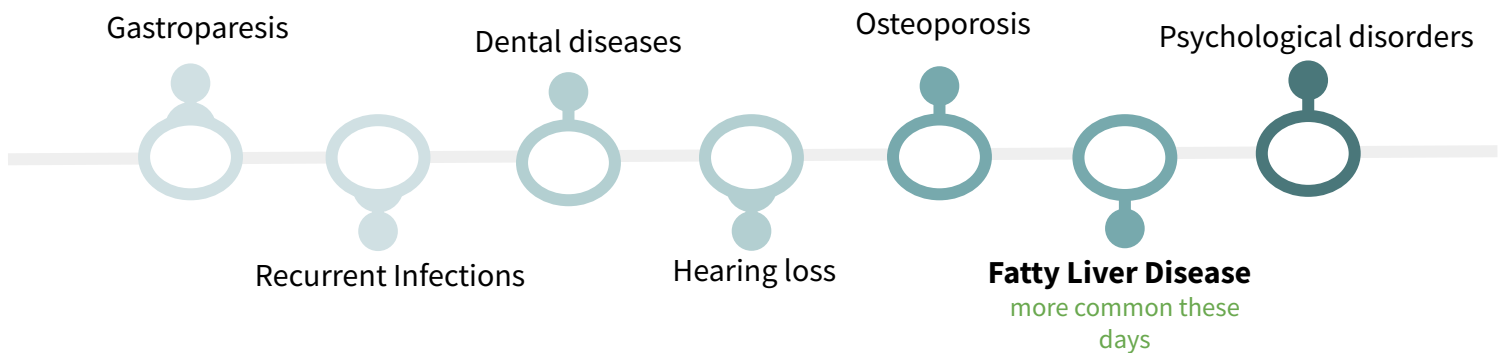 Gastroparesis
Recurrent Infections
Dental diseases
Hearing loss
Osteoporosis
Fatty Liver Disease
more common these
days
Psychological disorders